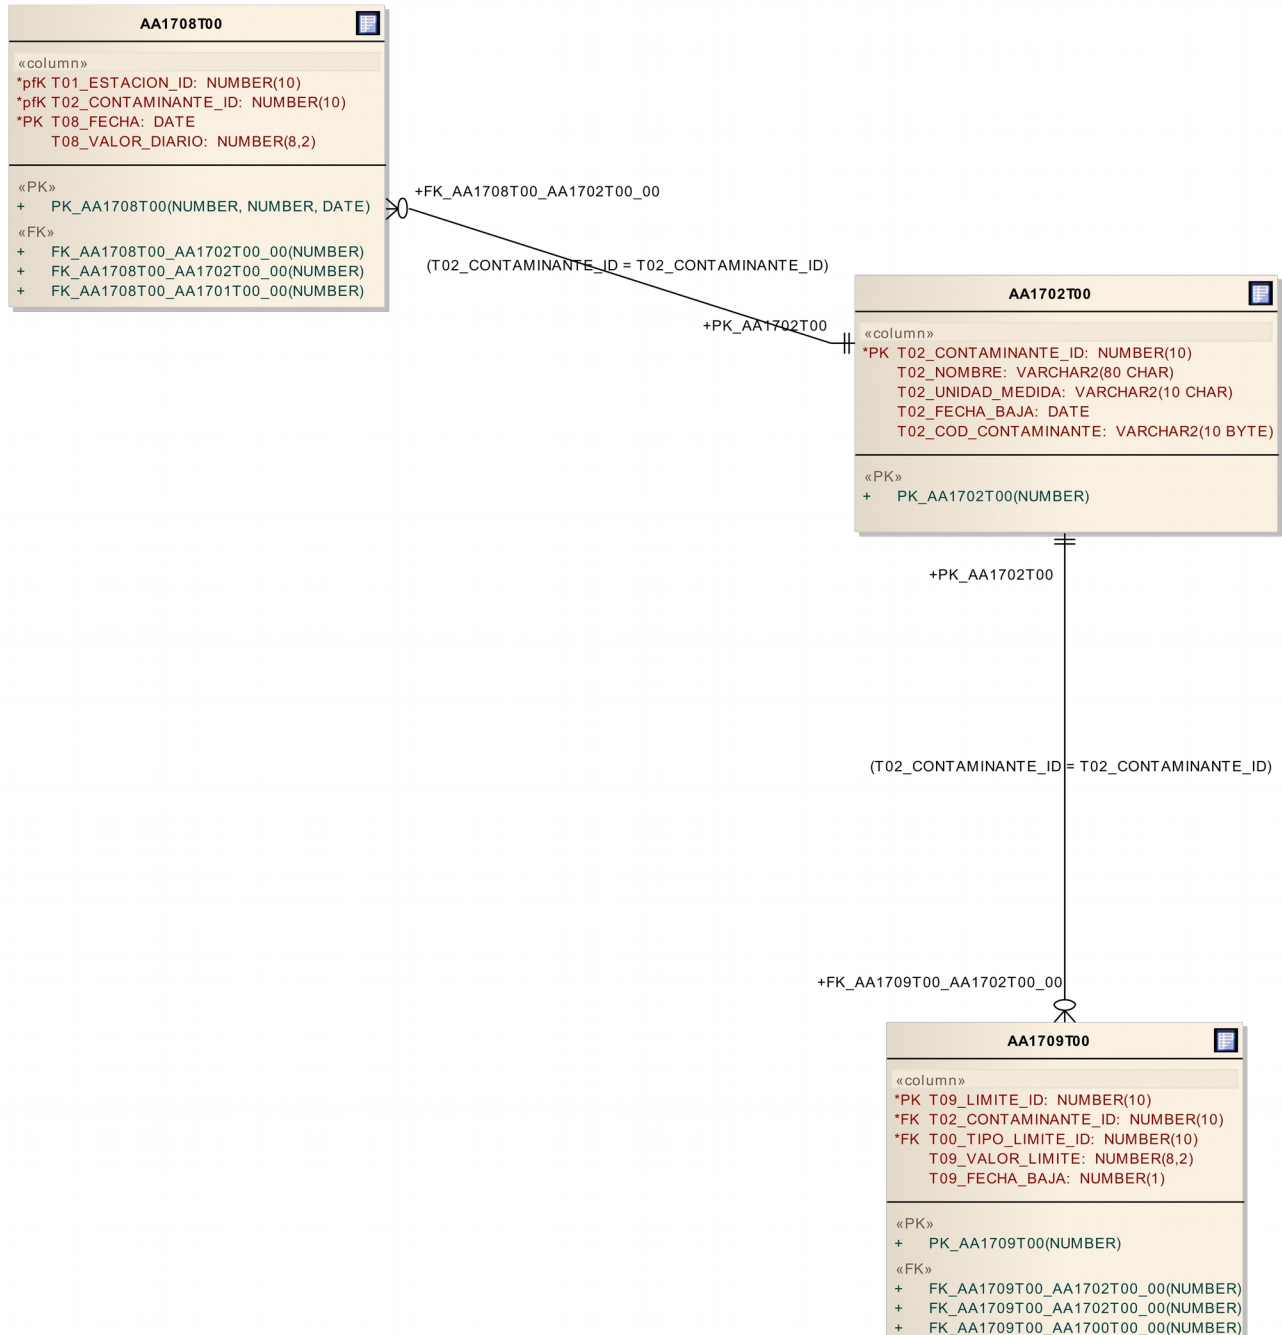 AA1708T00
«column»
*pfK T01_ESTACION_ID: NUMBER(10)
*pfK T02_CONTAMINANTE_ID: NUMBER(10)
*PK T08_FECHA: DATE
T08_VALOR_DIARIO: NUMBER(8,2)
«PK»
+ PK_AA1708T00(NUMBER, NUMBER, DATE)
«FK»
+ FK_AA1708T00_AA1702T00_00(NUMBER)
+ FK_AA1708T00_AA1702T00_00(NUMBER)
+ FK_AA1708T00_AA1701T00_00(NUMBER)
+FK_AA1708T00_AA1702T00_00
(T02_CONTAMINANTE_ID = T02_CONTAMINANTE_ID)
+PK_AA1702T00
AA1702T00
«column»
*PK T02_CONTAMINANTE_ID: NUMBER(10)
T02_NOMBRE: VARCHAR2(80 CHAR)
T02_UNIDAD_MEDIDA: VARCHAR2(10 CHAR)
T02_FECHA_BAJA: DATE
T02_COD_CONTAMINANTE: VARCHAR2(10 BYTE)
«PK»
+ PK_AA1702T00(NUMBER)
+PK_AA1702T00
(T02_CONTAMINANTE_ID = T02_CONTAMINANTE_ID)
+FK_AA1709T00_AA1702T00_00
AA1709T00
«column»
*PK T09_LIMITE_ID: NUMBER(10)
*FK T02_CONTAMINANTE_ID: NUMBER(10)
*FK T00_TIPO_LIMITE_ID: NUMBER(10)
T09_VALOR_LIMITE: NUMBER(8,2)
T09_FECHA_BAJA: NUMBER(1)
«PK»
+ PK_AA1709T00(NUMBER)
«FK»
+ FK_AA1709T00_AA1702T00_00(NUMBER)
+ FK_AA1709T00_AA1702T00_00(NUMBER)
+ FK_AA1709T00_AA1700T00_00(NUMBER)